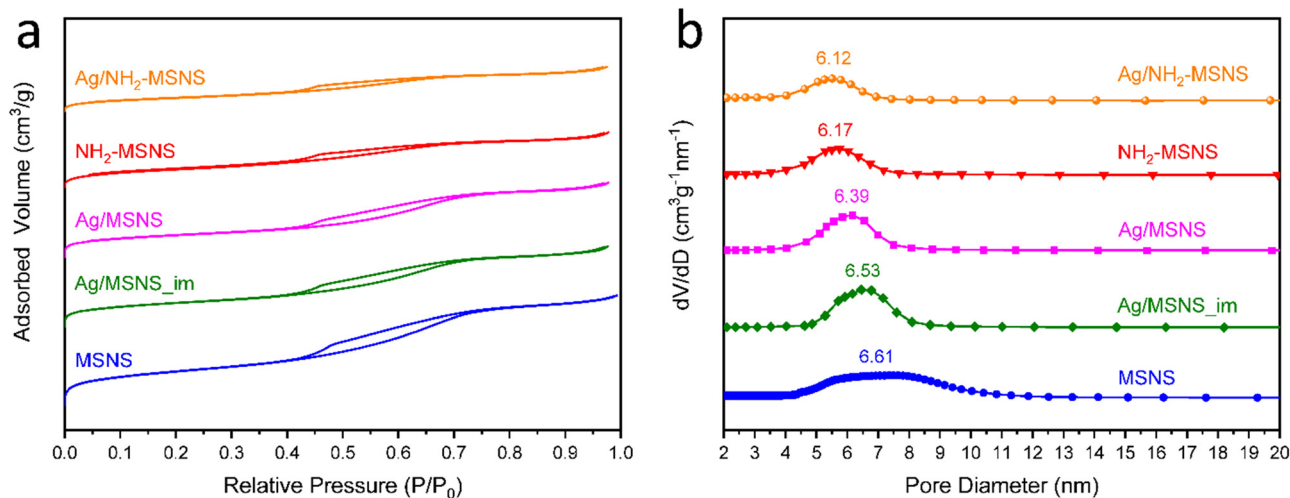 a
Adsorbed Volume (cm³/g)
Ag/NH₂-MSNS
NH₂-MSNS
Ag/MSNS
Ag/MSNS_im
MSNS
0.0 0.1 0.2 0.3 0.4 0.5 0.6 0.7 0.8 0.9 1.0
Relative Pressure (P/P₀)
b
dV/dD (cm³g⁻¹nm⁻¹)
6.12
Ag/NH₂-MSNS
6.17
NH₂-MSNS
6.39
Ag/MSNS
6.53
Ag/MSNS_im
6.61
MSNS
2 3 4 5 6 7 8 9 10 11 12 13 14 15 16 17 18 19 20
Pore Diameter (nm)